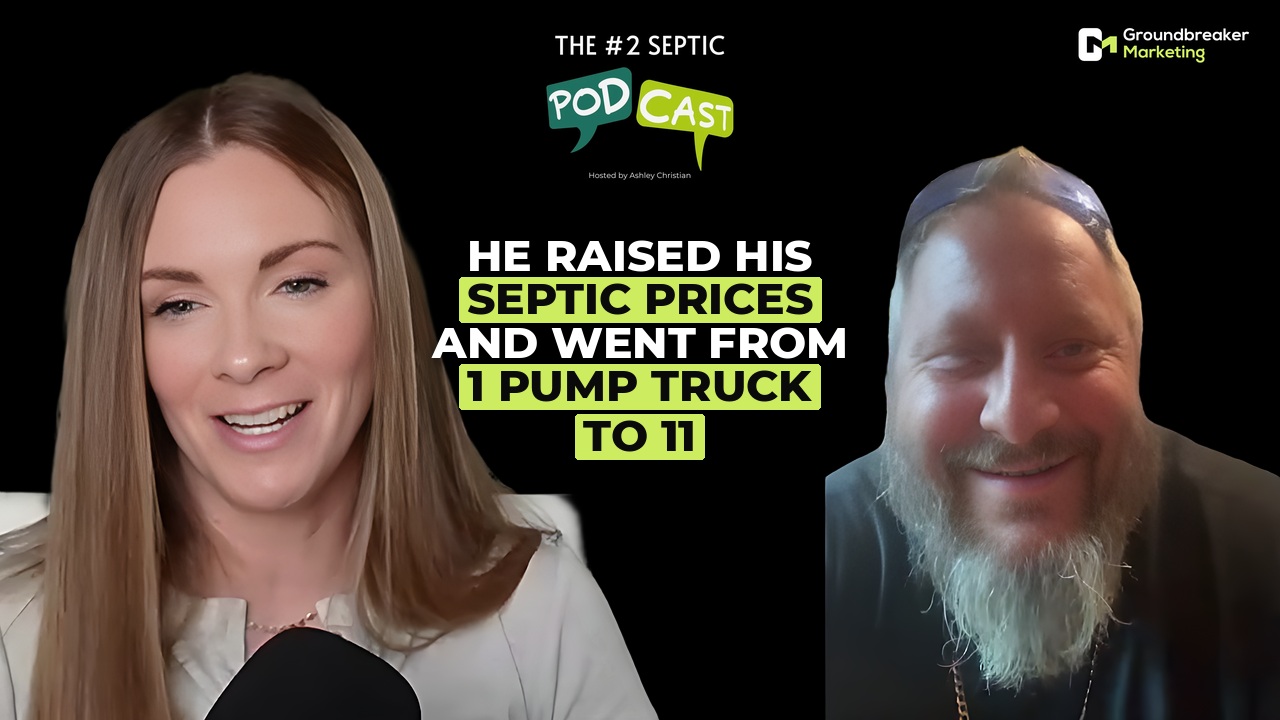 THE #2 SEPTIC
POD CAST
Hosted by Ashley Christian
Groundbreaker
Marketing
HE RAISED HIS
SEPTIC PRICES
AND WENT FROM
1 PUMP TRUCK
TO 11